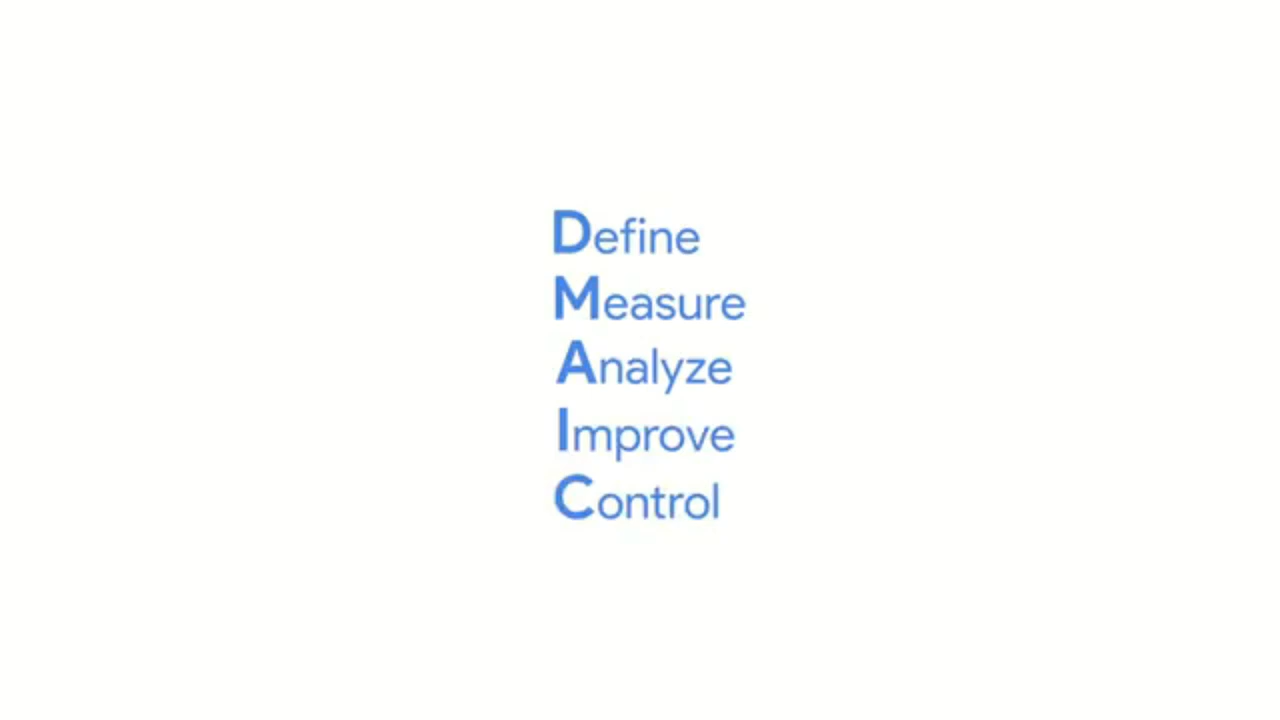 Define
Measure
Analyze
Improve
Control